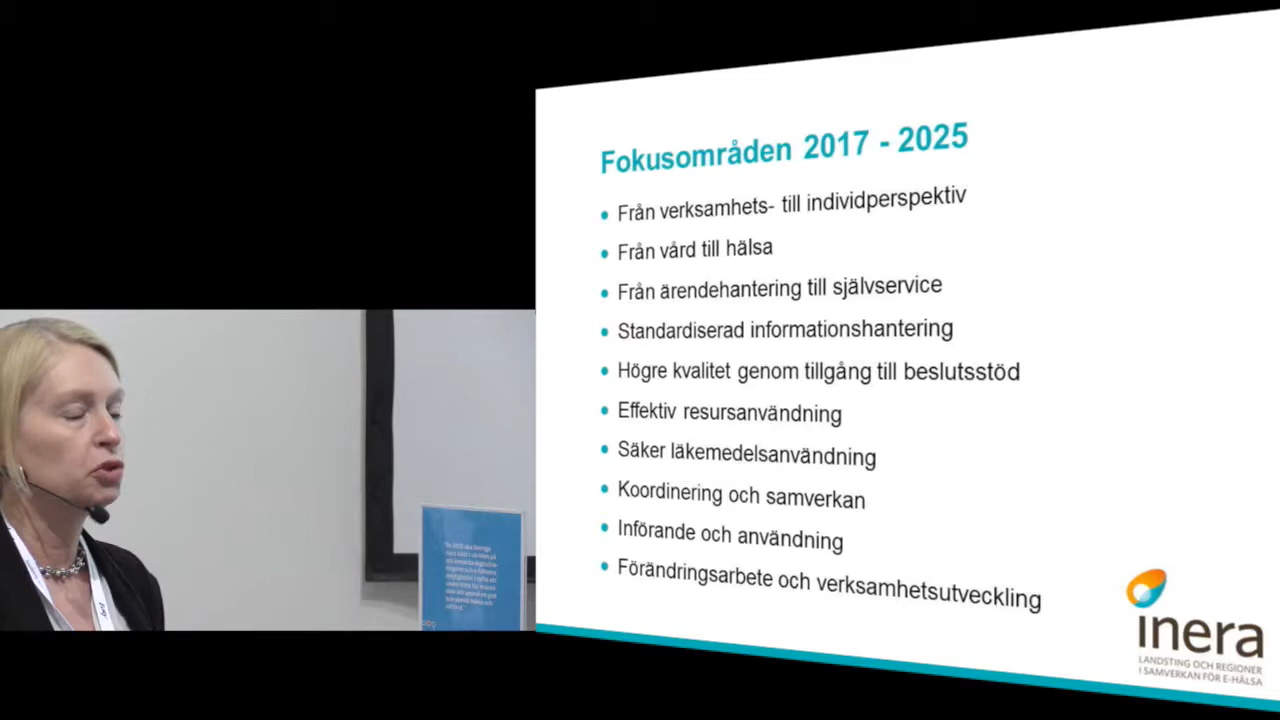 Fokusområden 2017 - 2025
Från verksamhets- till individperspektiv
Från vård till hälsa
Från ärendehantering till självservice
Standardiserad informationshantering
Högre kvalitet genom tillgång till beslutsstöd
Effektiv resursanvändning
Säker läkemedelsanvändning
Koordinering och samverkan
Införande och användning
Förändringsarbete och verksamhetsutveckling
inera
LANDSTING OCH REGIONER
I SAMVERKAN FÖR E-HÄLSA